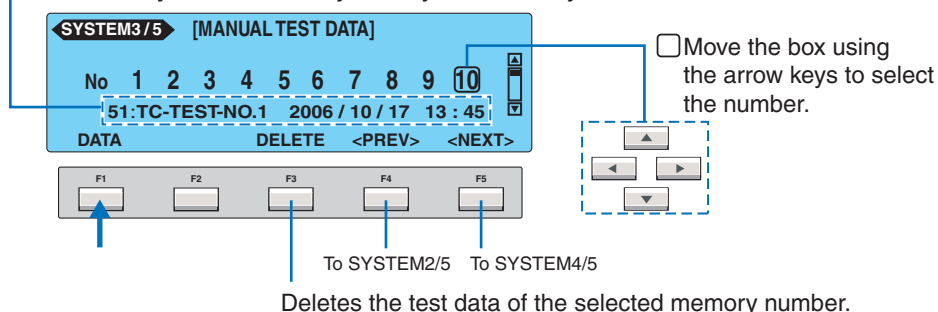 SYSTEM3/5 [MANUAL TEST DATA]
No 1 2 3 4 5 6 7 8 9 10
51:TC-TEST-NO.1 2006 / 10 / 17 13 : 45
DATA DELETE <PREV> <NEXT>
F1 F2 F3 F4 F5
Move the box using
the arrow keys to select
the number.
To SYSTEM2/5 To SYSTEM4/5
Deletes the test data of the selected memory number.